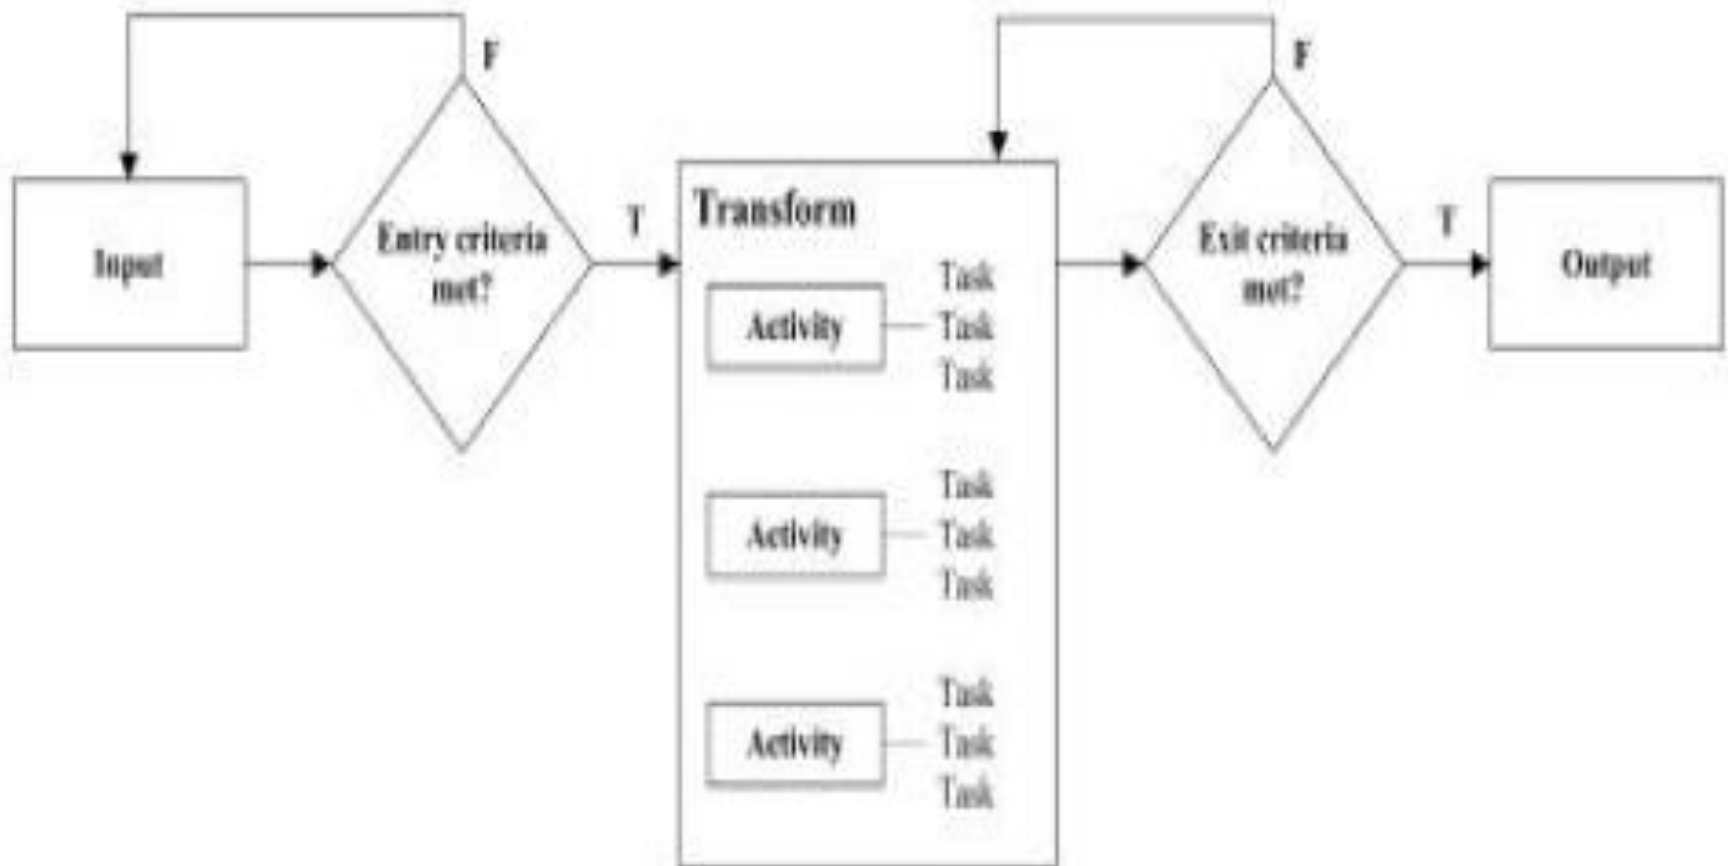 F
F
Transform
T
T
Input
Entry criteria
met?
Exit criteria
met?
Output
Activity
Task
Task
Task
Activity
Task
Task
Task
Activity
Task
Task
Task